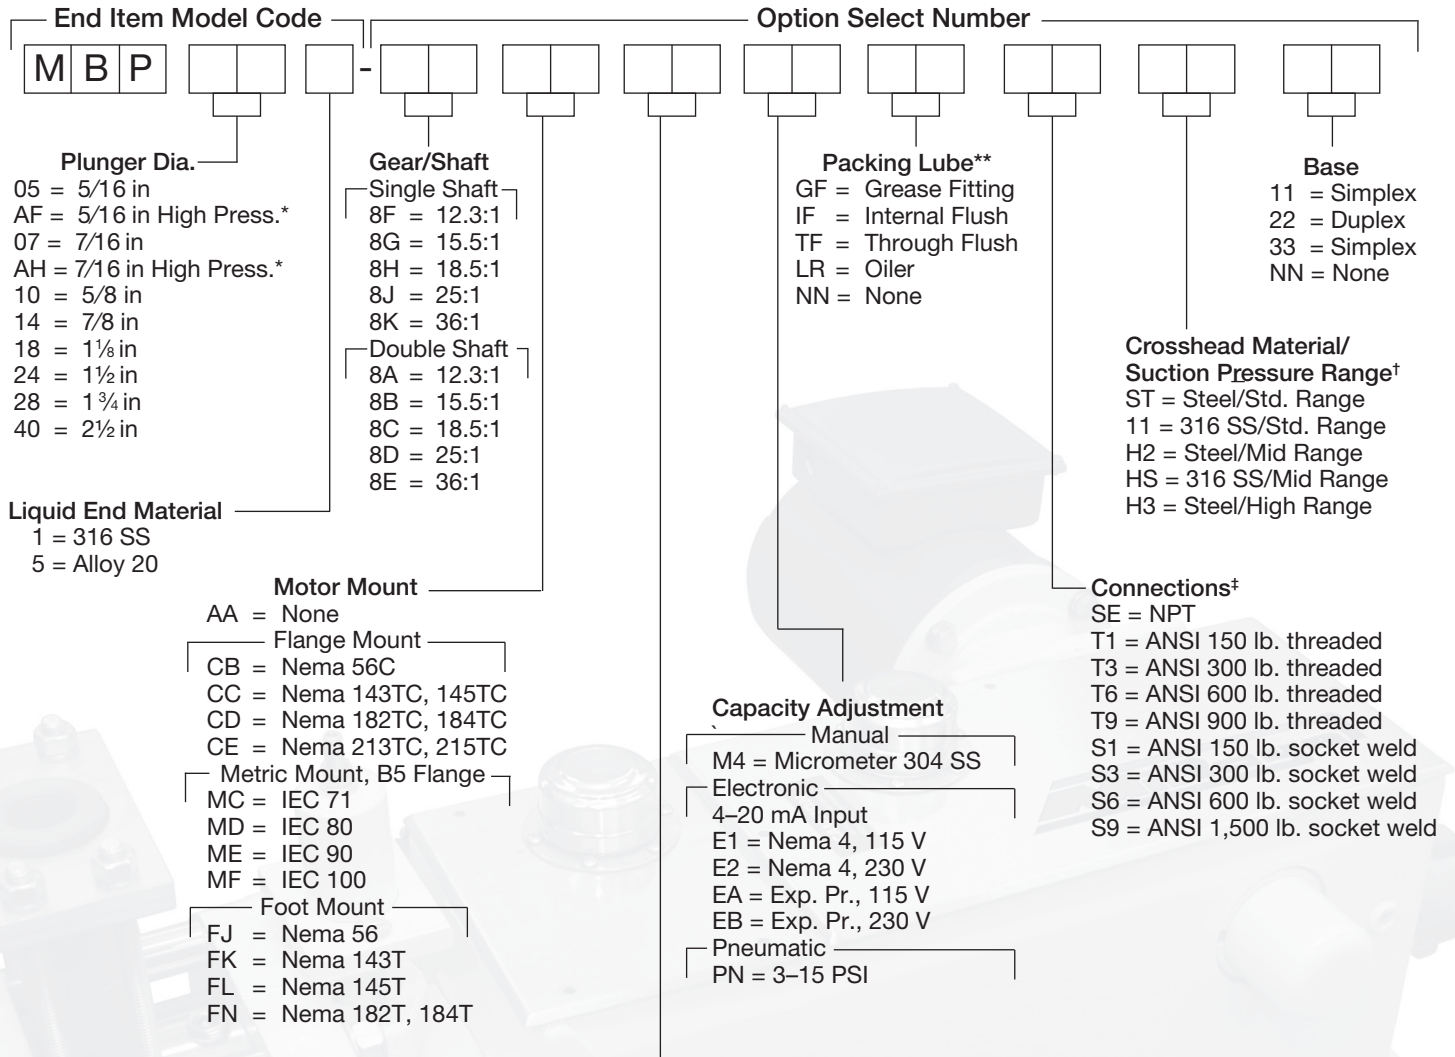 End Item Model Code
Option Select Number
M B P
-
Plunger Dia.
05 = 5/16 in
AF = 5/16 in High Press.*
07 = 7/16 in
AH = 7/16 in High Press.*
10 = 5/8 in
14 = 7/8 in
18 = 1⅛ in
24 = 1½ in
28 = 1¾ in
40 = 2½ in
Liquid End Material
1 = 316 SS
5 = Alloy 20
Gear/Shaft
Single Shaft
8F = 12.3:1
8G = 15.5:1
8H = 18.5:1
8J = 25:1
8K = 36:1
Double Shaft
8A = 12.3:1
8B = 15.5:1
8C = 18.5:1
8D = 25:1
8E = 36:1
Motor Mount
AA = None
Flange Mount
CB = Nema 56C
CC = Nema 143TC, 145TC
CD = Nema 182TC, 184TC
CE = Nema 213TC, 215TC
Metric Mount, B5 Flange
MC = IEC 71
MD = IEC 80
ME = IEC 90
MF = IEC 100
Foot Mount
FJ = Nema 56
FK = Nema 143T
FL = Nema 145T
FN = Nema 182T, 184T
Capacity Adjustment
` Manual
M4 = Micrometer 304 SS
Electronic
4–20 mA Input
E1 = Nema 4, 115 V
E2 = Nema 4, 230 V
EA = Exp. Pr., 115 V
EB = Exp. Pr., 230 V
Pneumatic
PN = 3–15 PSI
Packing Lube**
GF = Grease Fitting
IF = Internal Flush
TF = Through Flush
LR = Oiler
NN = None
Connections‡
SE = NPT
T1 = ANSI 150 lb. threaded
T3 = ANSI 300 lb. threaded
T6 = ANSI 600 lb. threaded
T9 = ANSI 900 lb. threaded
S1 = ANSI 150 lb. socket weld
S3 = ANSI 300 lb. socket weld
S6 = ANSI 600 lb. socket weld
S9 = ANSI 1,500 lb. socket weld
Crosshead Material/
Suction Pressure Range†
ST = Steel/Std. Range
11 = 316 SS/Std. Range
H2 = Steel/Mid Range
HS = 316 SS/Mid Range
H3 = Steel/High Range
Base
11 = Simplex
22 = Duplex
33 = Simplex
NN = None